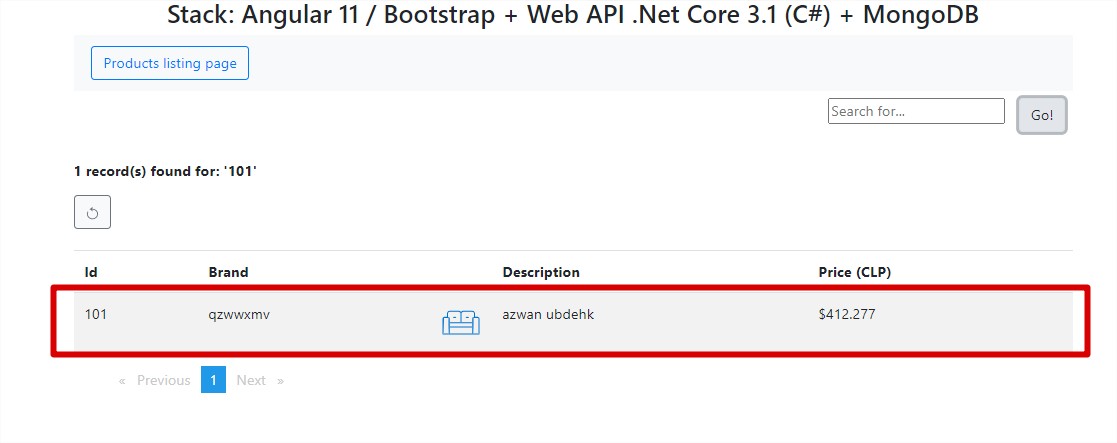 Stack: Angular 11 / Bootstrap + Web API .Net Core 3.1 (C#) + MongoDB
Products listing page
Search for... Go!
1 record(s) found for: '101'
Id Brand Description Price (CLP)
101 qzwwxmv azwan ubdehk $412.277
« Previous 1 Next »